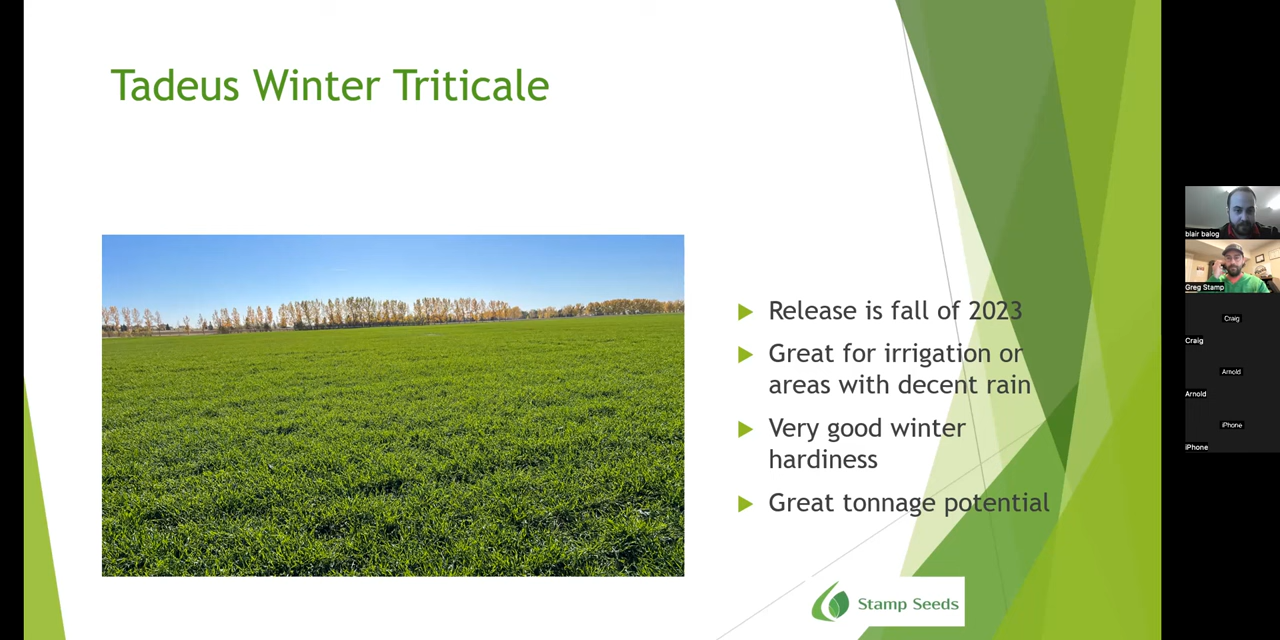 Tadeus Winter Triticale
Release is fall of 2023
Great for irrigation or
areas with decent rain
Very good winter
hardiness
Great tonnage potential
Stamp Seeds
blair balog
Greg Stamp
Craig
Craig
Arnold
Arnold
iPhone
iPhone